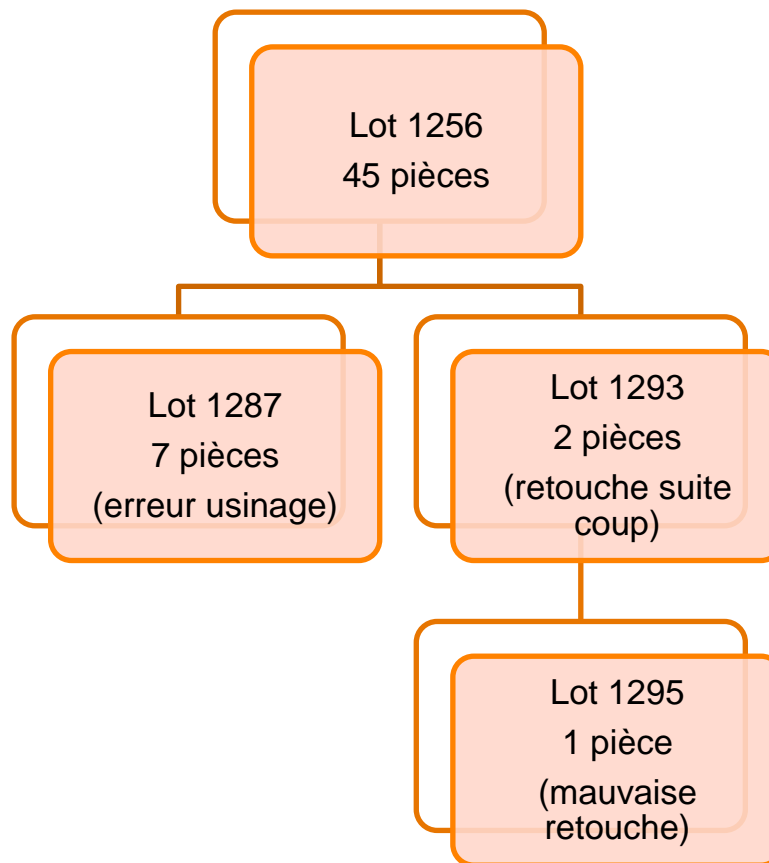 Lot 1256
45 pièces
Lot 1287
7 pièces
(erreur usinage)
Lot 1293
2 pièces
(retouche suite
coup)
Lot 1295
1 pièce
(mauvaise
retouche)